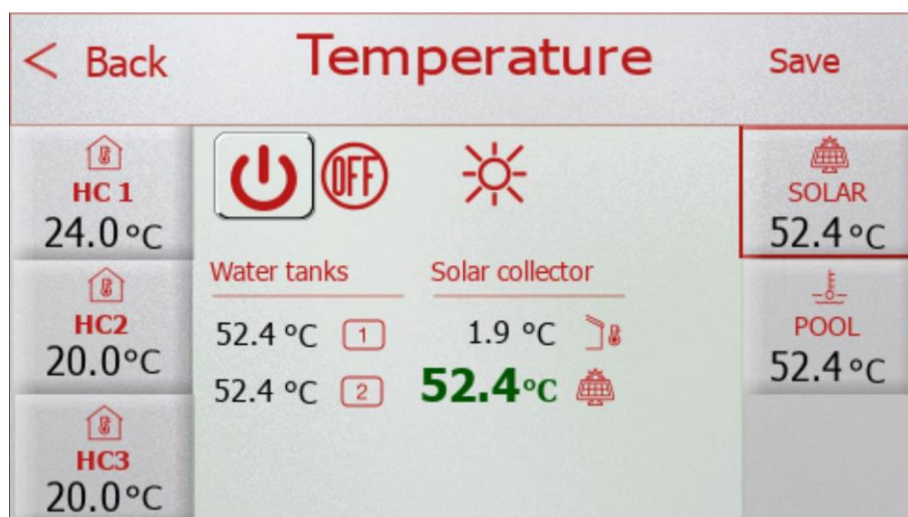 < Back
Temperature
Save
HC 1
24.0 °C
HC2
20.0 °C
HC3
20.0 °C
OFF
Water tanks
52.4 °C 1
52.4 °C 2
Solar collector
1.9 °C
52.4 °C
SOLAR
52.4 °C
POOL
52.4 °C